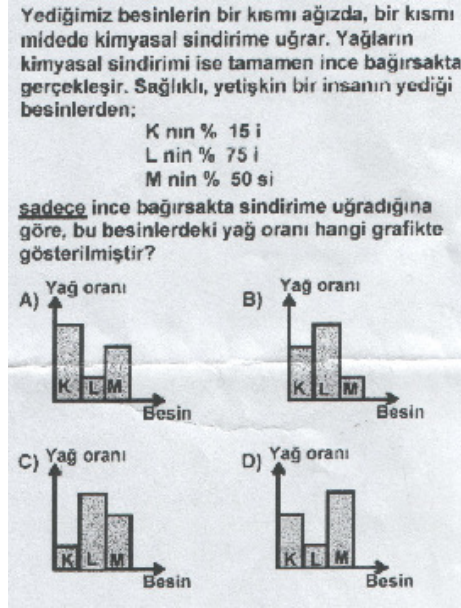 Yediğimiz besinlerin bir kısmı ağızda, bir kısmı
midede kimyasal sindirime uğrar. Yağların
kimyasal sindirimi ise tamamen ince bağırsakta
gerçekleşir. Sağlıklı, yetişkin bir insanın yediği
besinlerden;
K nın % 15 i
L nin % 75 i
M nin % 50 si
sadece ince bağırsakta sindirime uğradığına
göre, bu besinlerdeki yağ oranı hangi grafikte
gösterilmiştir?
A) Yağ oranı
K L M
Besin
B) Yağ oranı
K L M
Besin
C) Yağ oranı
K L M
Besin
D) Yağ oranı
K L M
Besin